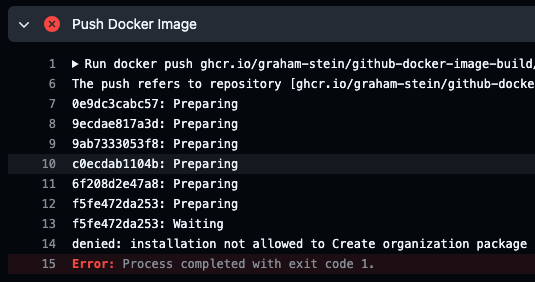 Push Docker Image
1 ▶ Run docker push ghcr.io/graham-stein/github-docker-image-build/
6 The push refers to repository [ghcr.io/graham-stein/github-docke
7 0e9dc3cabc57: Preparing
8 9ecdae817a3d: Preparing
9 9ab7333053f8: Preparing
10 c0ecdab1104b: Preparing
11 6f208d2e47a8: Preparing
12 f5fe472da253: Preparing
13 f5fe472da253: Waiting
14 denied: installation not allowed to Create organization package
15 Error: Process completed with exit code 1.